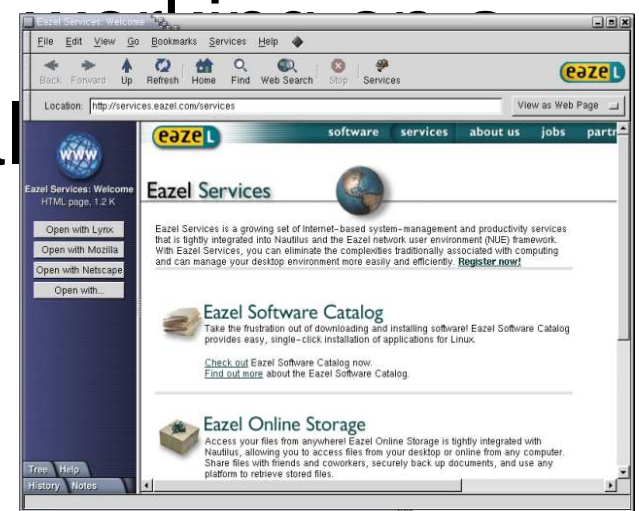 working on a
Eazel Services: Welcome
File Edit View Go Bookmarks Services Help
Back Forward Up Refresh Home Find Web Search Stop Services
eazel
Location: http://services.eazel.com/services View as Web Page
eazel software services about us jobs partr
www
Eazel Services: Welcome
HTML page, 1.2 K
Open with Lynx
Open with Mozilla
Open with Netscape
Open with...
Eazel Services
Eazel Services is a growing set of Internet-based system-management and productivity services
that is tightly integrated into Nautilus and the Eazel network user environment (NUE) framework.
With Eazel Services, you can eliminate the complexities traditionally associated with computing
and can manage your desktop environment more easily and efficiently. Register now!
Eazel Software Catalog
Take the frustration out of downloading and installing software! Eazel Software Catalog
provides easy, single-click installation of applications for Linux.
Check out Eazel Software Catalog now.
Find out more about the Eazel Software Catalog.
Eazel Online Storage
Access your files from anywhere! Eazel Online Storage is tightly integrated with
Nautilus, allowing you to access files from your desktop or online from any computer.
Share files with friends and coworkers, securely back up documents, and use any
platform to retrieve stored files.
Tree Help
History Notes